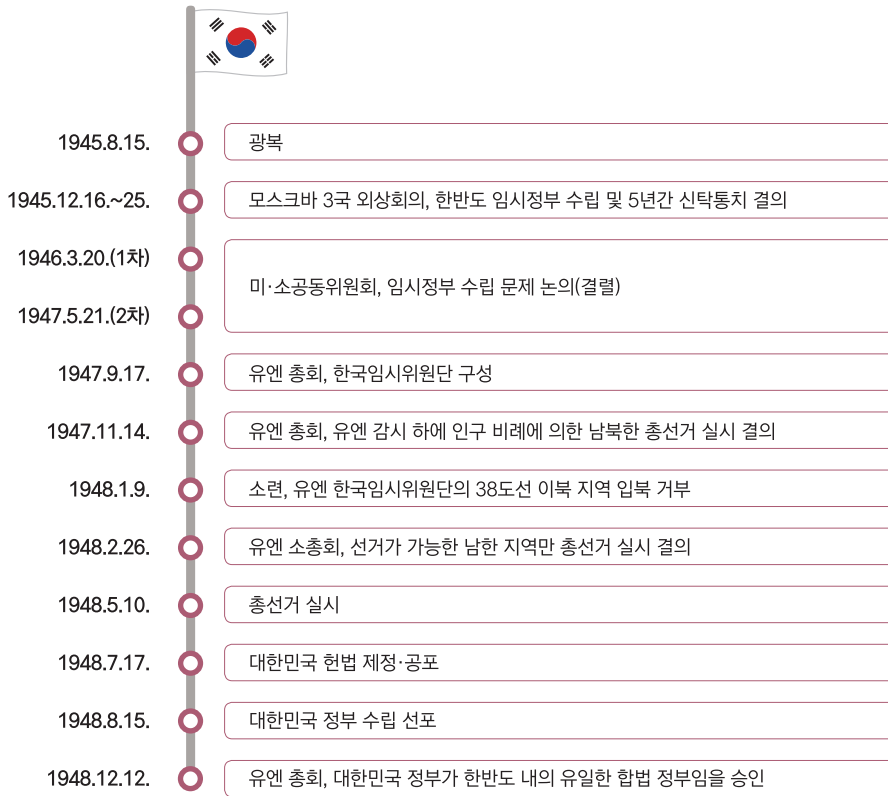 1945.8.15.
광복
1945.12.16.~25.
모스크바 3국 외상회의, 한반도 임시정부 수립 및 5년간 신탁통치 결의
1946.3.20.(1차)
1947.5.21.(2차)
미·소공동위원회, 임시정부 수립 문제 논의(결렬)
1947.9.17.
유엔 총회, 한국임시위원단 구성
1947.11.14.
유엔 총회, 유엔 감시 하에 인구 비례에 의한 남북한 총선거 실시 결의
1948.1.9.
소련, 유엔 한국임시위원단의 38도선 이북 지역 입북 거부
1948.2.26.
유엔 소총회, 선거가 가능한 남한 지역만 총선거 실시 결의
1948.5.10.
총선거 실시
1948.7.17.
대한민국 헌법 제정·공포
1948.8.15.
대한민국 정부 수립 선포
1948.12.12.
유엔 총회, 대한민국 정부가 한반도 내의 유일한 합법 정부임을 승인